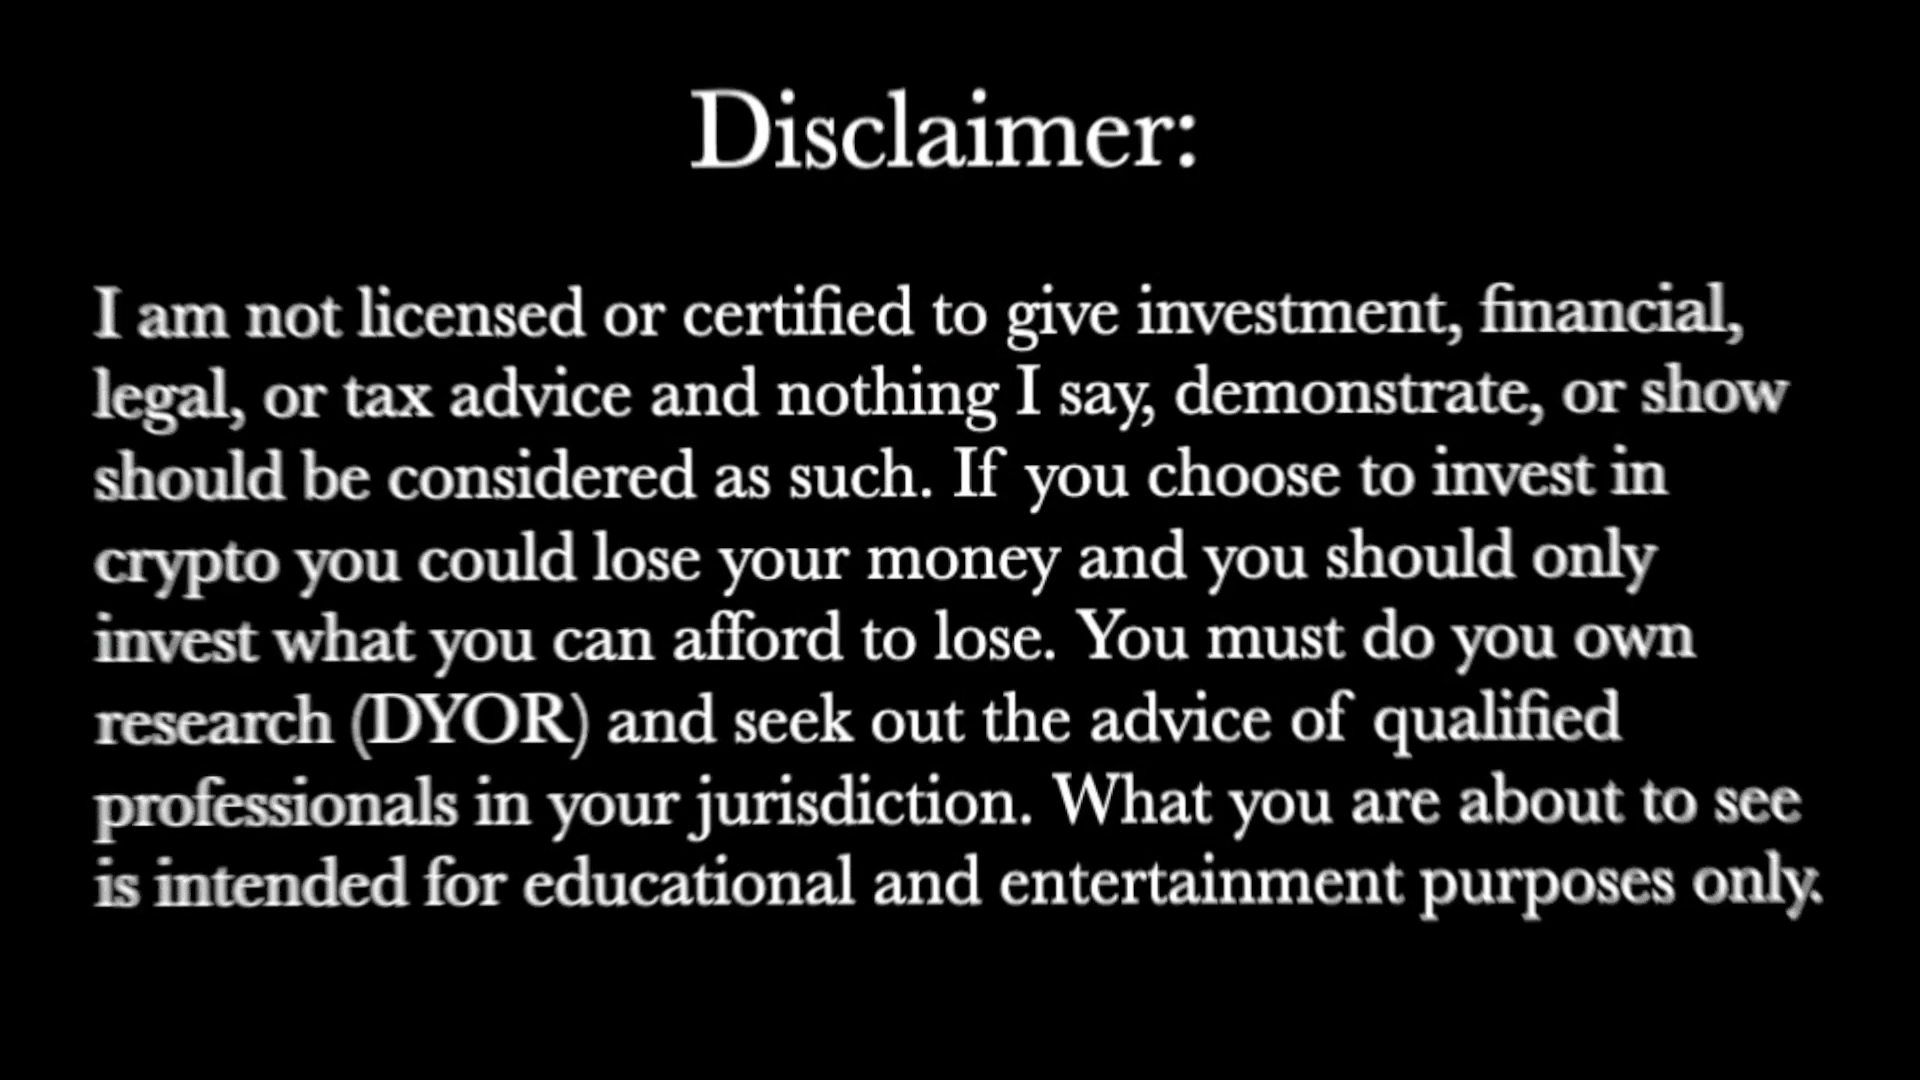 Disclaimer:
I am not licensed or certified to give investment, financial,
legal, or tax advice and nothing I say, demonstrate, or show
should be considered as such. If you choose to invest in
crypto you could lose your money and you should only
invest what you can afford to lose. You must do you own
research (DYOR) and seek out the advice of qualified
professionals in your jurisdiction. What you are about to see
is intended for educational and entertainment purposes only.